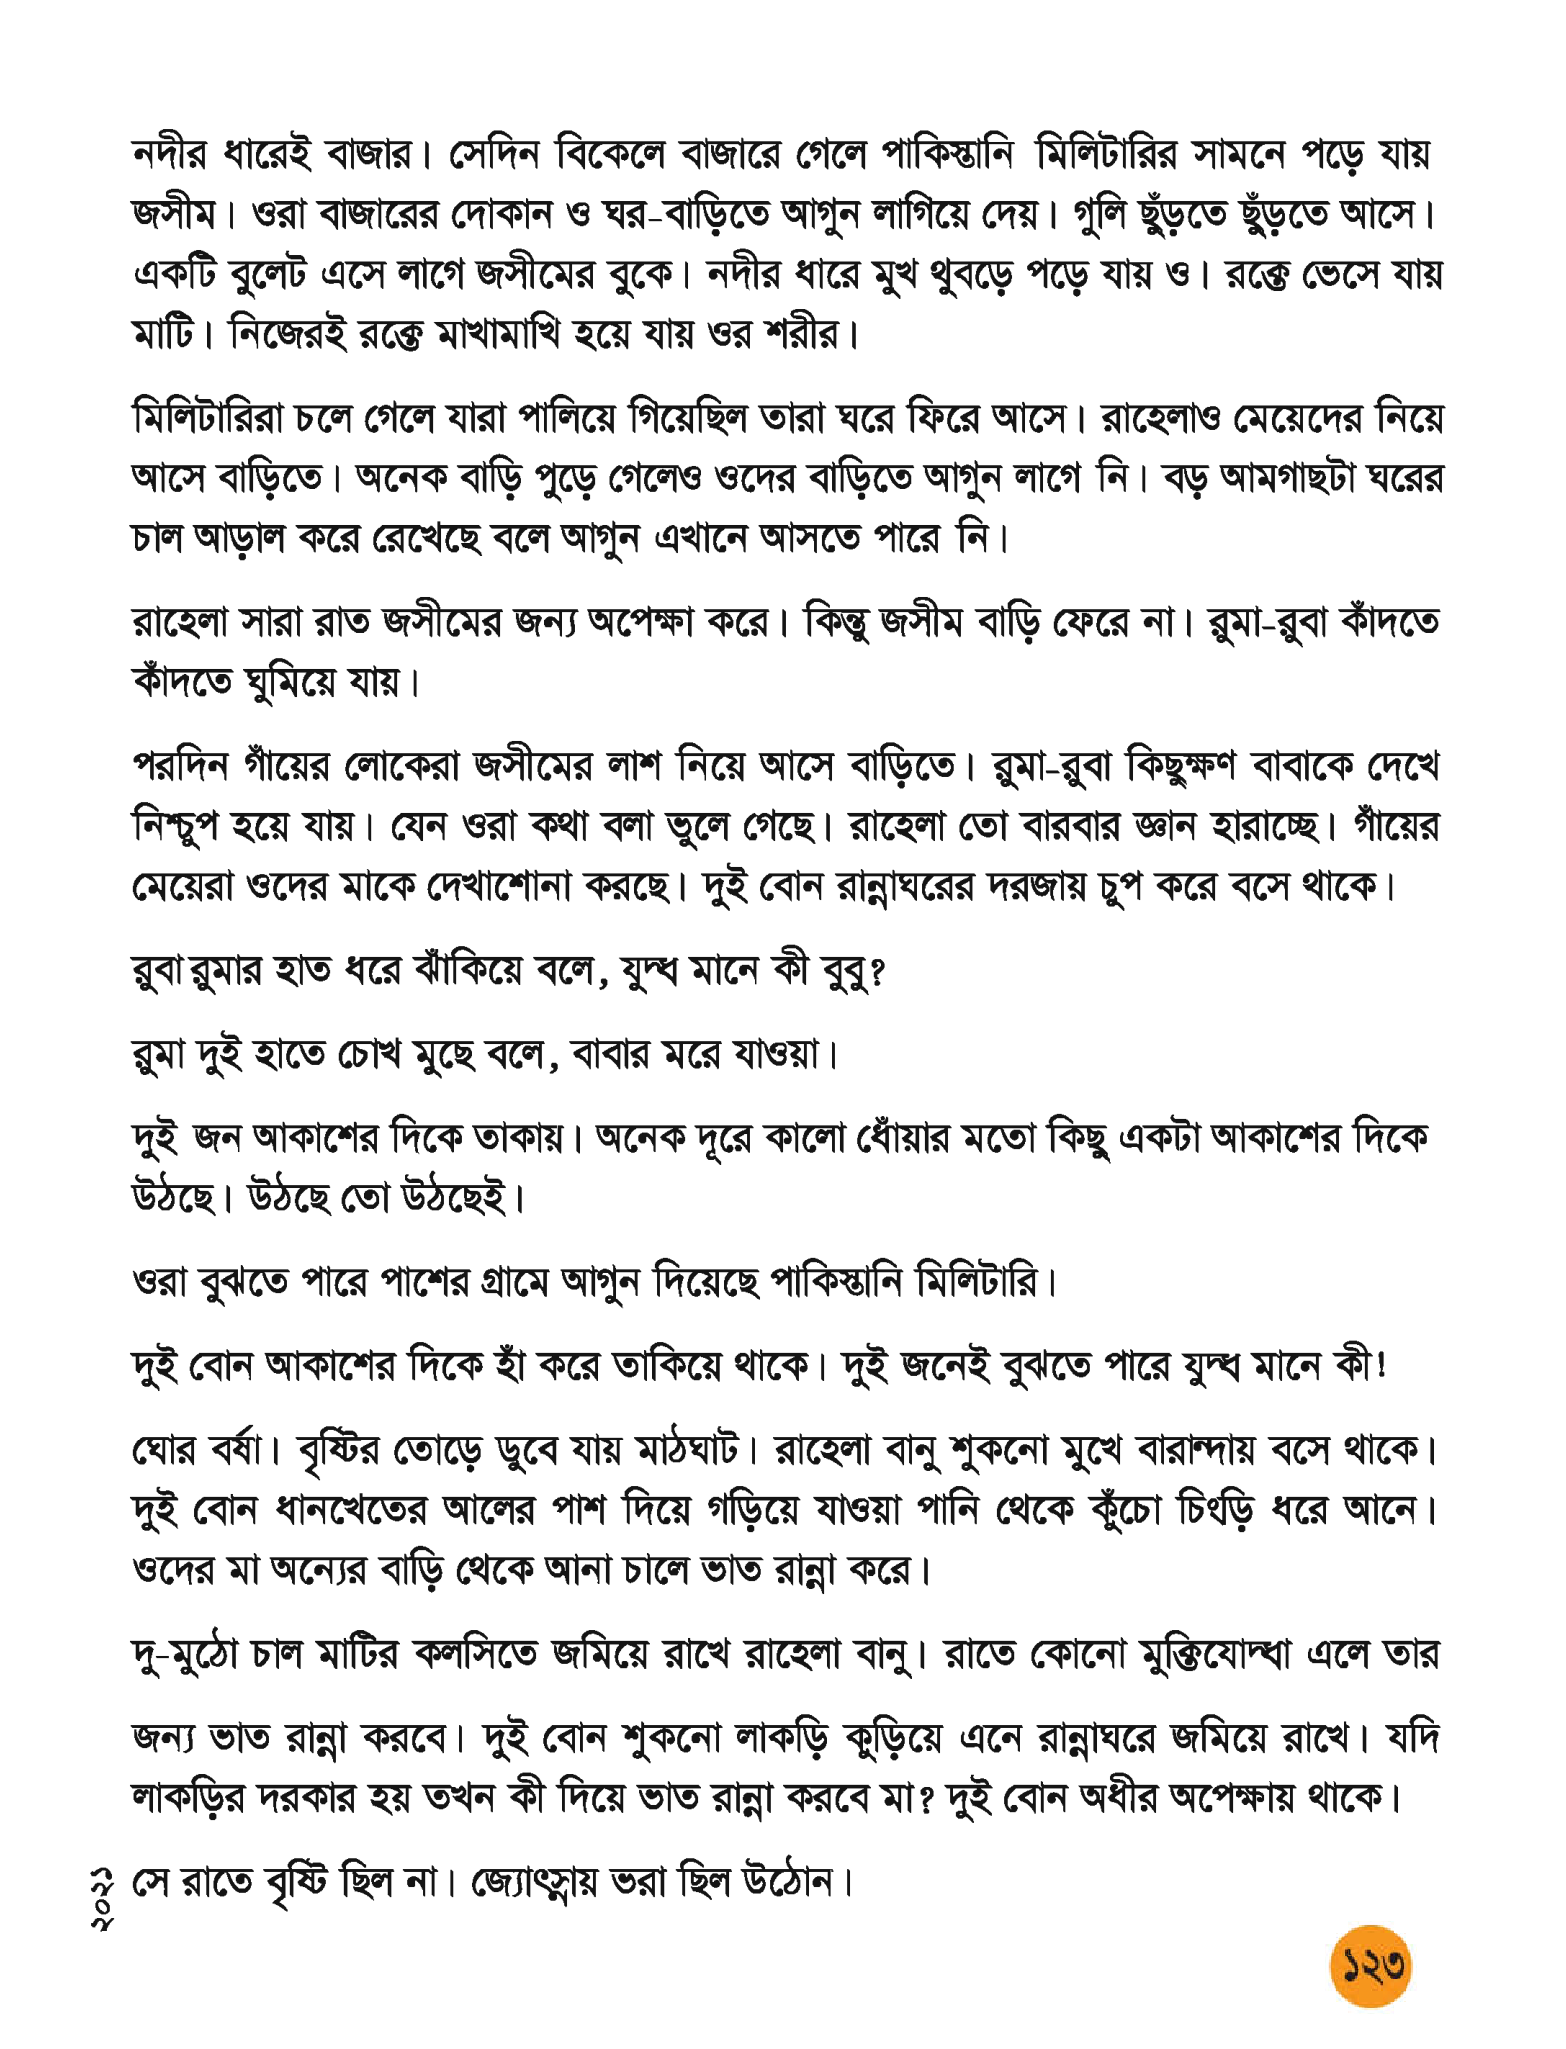 নদীর ধারেই বাজার। সেদিন বিকেলে বাজারে গেলে পাকিস্তানি মিলিটারির সামনে পড়ে যায়
জসীম। ওরা বাজারের দোকান ও ঘর-বাড়িতে আগুন লাগিয়ে দেয়। গুলি ছুঁড়তে ছুঁড়তে আসে।
একটি বুলেট এসে লাগে জসীমের বুকে। নদীর ধারে মুখ থুবড়ে পড়ে যায় ও। রক্তে ভেসে যায়
মাটি। নিজেরই রক্তে মাখামাখি হয়ে যায় ওর শরীর।
মিলিটারিরা চলে গেলে যারা পালিয়ে গিয়েছিল তারা ঘরে ফিরে আসে। রাহেলাও মেয়েদের নিয়ে
আসে বাড়িতে। অনেক বাড়ি পুড়ে গেলেও ওদের বাড়িতে আগুন লাগে নি। বড় আমগাছটা ঘরের
চাল আড়াল করে রেখেছে বলে আগুন এখানে আসতে পারে নি।
রাহেলা সারা রাত জসীমের জন্য অপেক্ষা করে। কিন্তু জসীম বাড়ি ফেরে না। রুমা-রুবা কাঁদতে
কাঁদতে ঘুমিয়ে যায়।
পরদিন গাঁয়ের লোকেরা জসীমের লাশ নিয়ে আসে বাড়িতে। রুমা-রুবা কিছুক্ষণ বাবাকে দেখে
নিশ্চুপ হয়ে যায়। যেন ওরা কথা বলা ভুলে গেছে। রাহেলা তো বারবার জ্ঞান হারাচ্ছে। গাঁয়ের
মেয়েরা ওদের মাকে দেখাশোনা করছে। দুই বোন রান্নাঘরের দরজায় চুপ করে বসে থাকে।
রুবা রুমার হাত ধরে ঝাঁকিয়ে বলে, যুদ্ধ মানে কী বুবু?
রুমা দুই হাতে চোখ মুছে বলে, বাবার মরে যাওয়া।
দুই জন আকাশের দিকে তাকায়। অনেক দূরে কালো ধোঁয়ার মতো কিছু একটা আকাশের দিকে
উঠছে। উঠছে তো উঠছেই।
ওরা বুঝতে পারে পাশের গ্রামে আগুন দিয়েছে পাকিস্তানি মিলিটারি।
দুই বোন আকাশের দিকে হাঁ করে তাকিয়ে থাকে। দুই জনেই বুঝতে পারে যুদ্ধ মানে কী!
ঘোর বর্ষা। বৃষ্টির তোড়ে ডুবে যায় মাঠঘাট। রাহেলা বানু শুকনো মুখে বারান্দায় বসে থাকে।
দুই বোন ধানখেতের আলের পাশ দিয়ে গড়িয়ে যাওয়া পানি থেকে কুঁচো চিংড়ি ধরে আনে।
ওদের মা অন্যের বাড়ি থেকে আনা চালে ভাত রান্না করে।
দু-মুঠো চাল মাটির কলসিতে জমিয়ে রাখে রাহেলা বানু। রাতে কোনো মুক্তিযোদ্ধা এলে তার
জন্য ভাত রান্না করবে। দুই বোন শুকনো লাকড়ি কুড়িয়ে এনে রান্নাঘরে জমিয়ে রাখে। যদি
লাকড়ির দরকার হয় তখন কী দিয়ে ভাত রান্না করবে মা? দুই বোন অধীর অপেক্ষায় থাকে।
সে রাতে বৃষ্টি ছিল না। জ্যোৎস্নায় ভরা ছিল উঠোন।
২০২১
১২৩